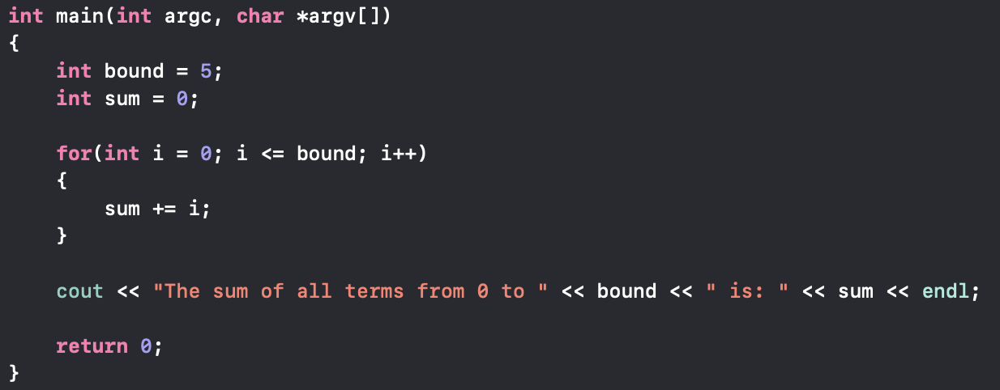 int main(int argc, char *argv[])
{
    int bound = 5;
    int sum = 0;

    for(int i = 0; i <= bound; i++)
    {
        sum += i;
    }

    cout << "The sum of all terms from 0 to " << bound << " is: " << sum << endl;

    return 0;
}